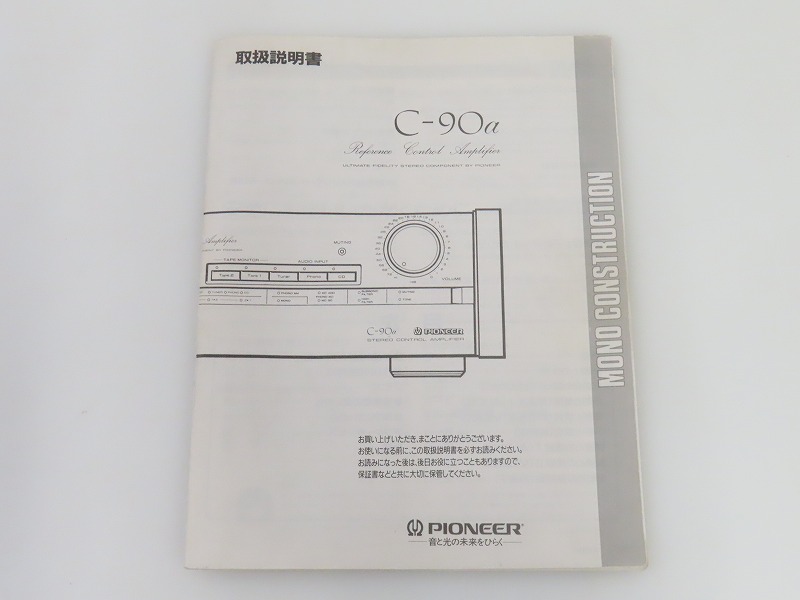 取扱説明書
C-90a
Reference Control Amplifier
ULTIMATE FIDELITY STEREO COMPONENT BY PIONEER
MONO CONSTRUCTION
Amplifier
BY PIONEER
MUTING
TAPE MONITOR
AUDIO INPUT
Tape 2 Tape 1 Tuner Phono CD
VOLUME
C-90a PIONEER
STEREO CONTROL AMPLIFIER
お買い上げいただき、まことにありがとうございます。
お使いになる前に、この取扱説明書を必ずお読みください。
お読みになった後は、後日お役に立つこともありますので、
保証書などと共に大切に保管してください。
PIONEER
音と光の未来をひらく